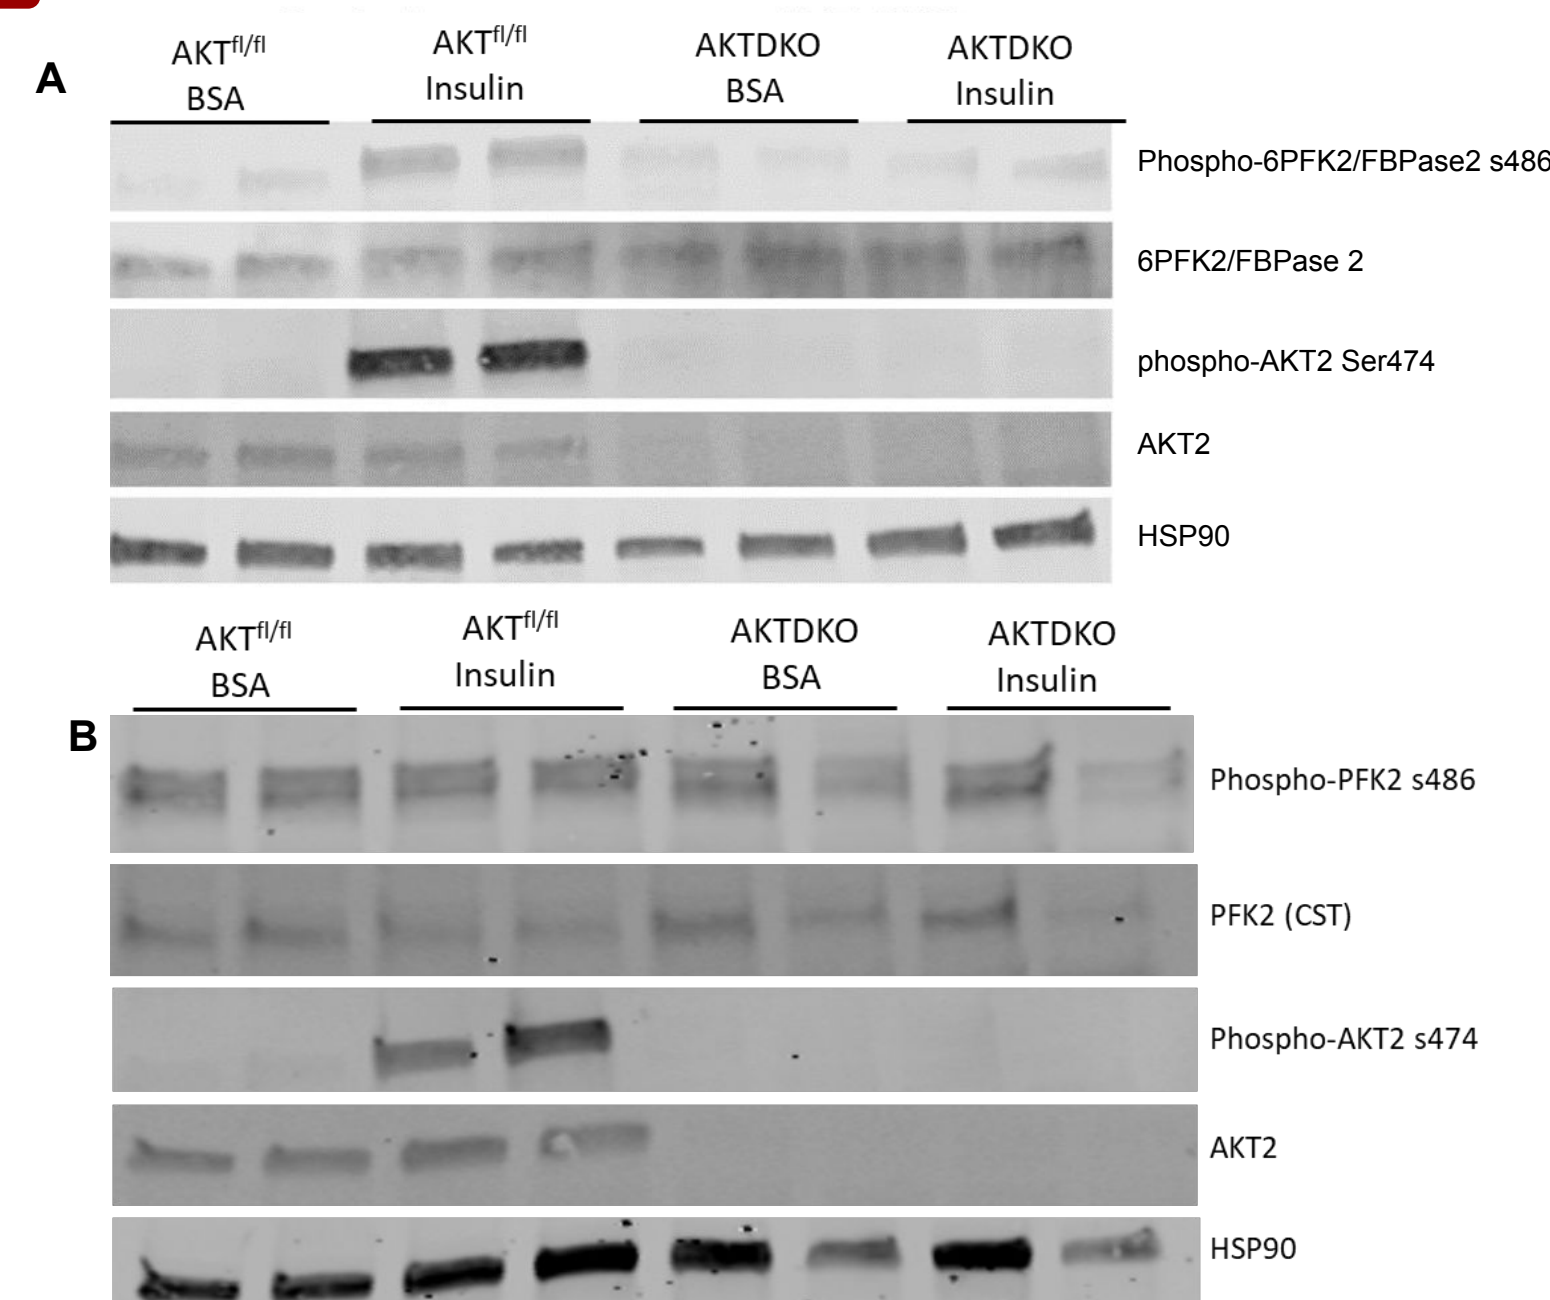 A
AKTfl/fl BSA
AKTfl/fl Insulin
AKTDKO BSA
AKTDKO Insulin
Phospho-6PFK2/FBPase2 s486
6PFK2/FBPase 2
phospho-AKT2 Ser474
AKT2
HSP90
AKTfl/fl BSA
AKTfl/fl Insulin
AKTDKO BSA
AKTDKO Insulin
B
Phospho-PFK2 s486
PFK2 (CST)
Phospho-AKT2 s474
AKT2
HSP90